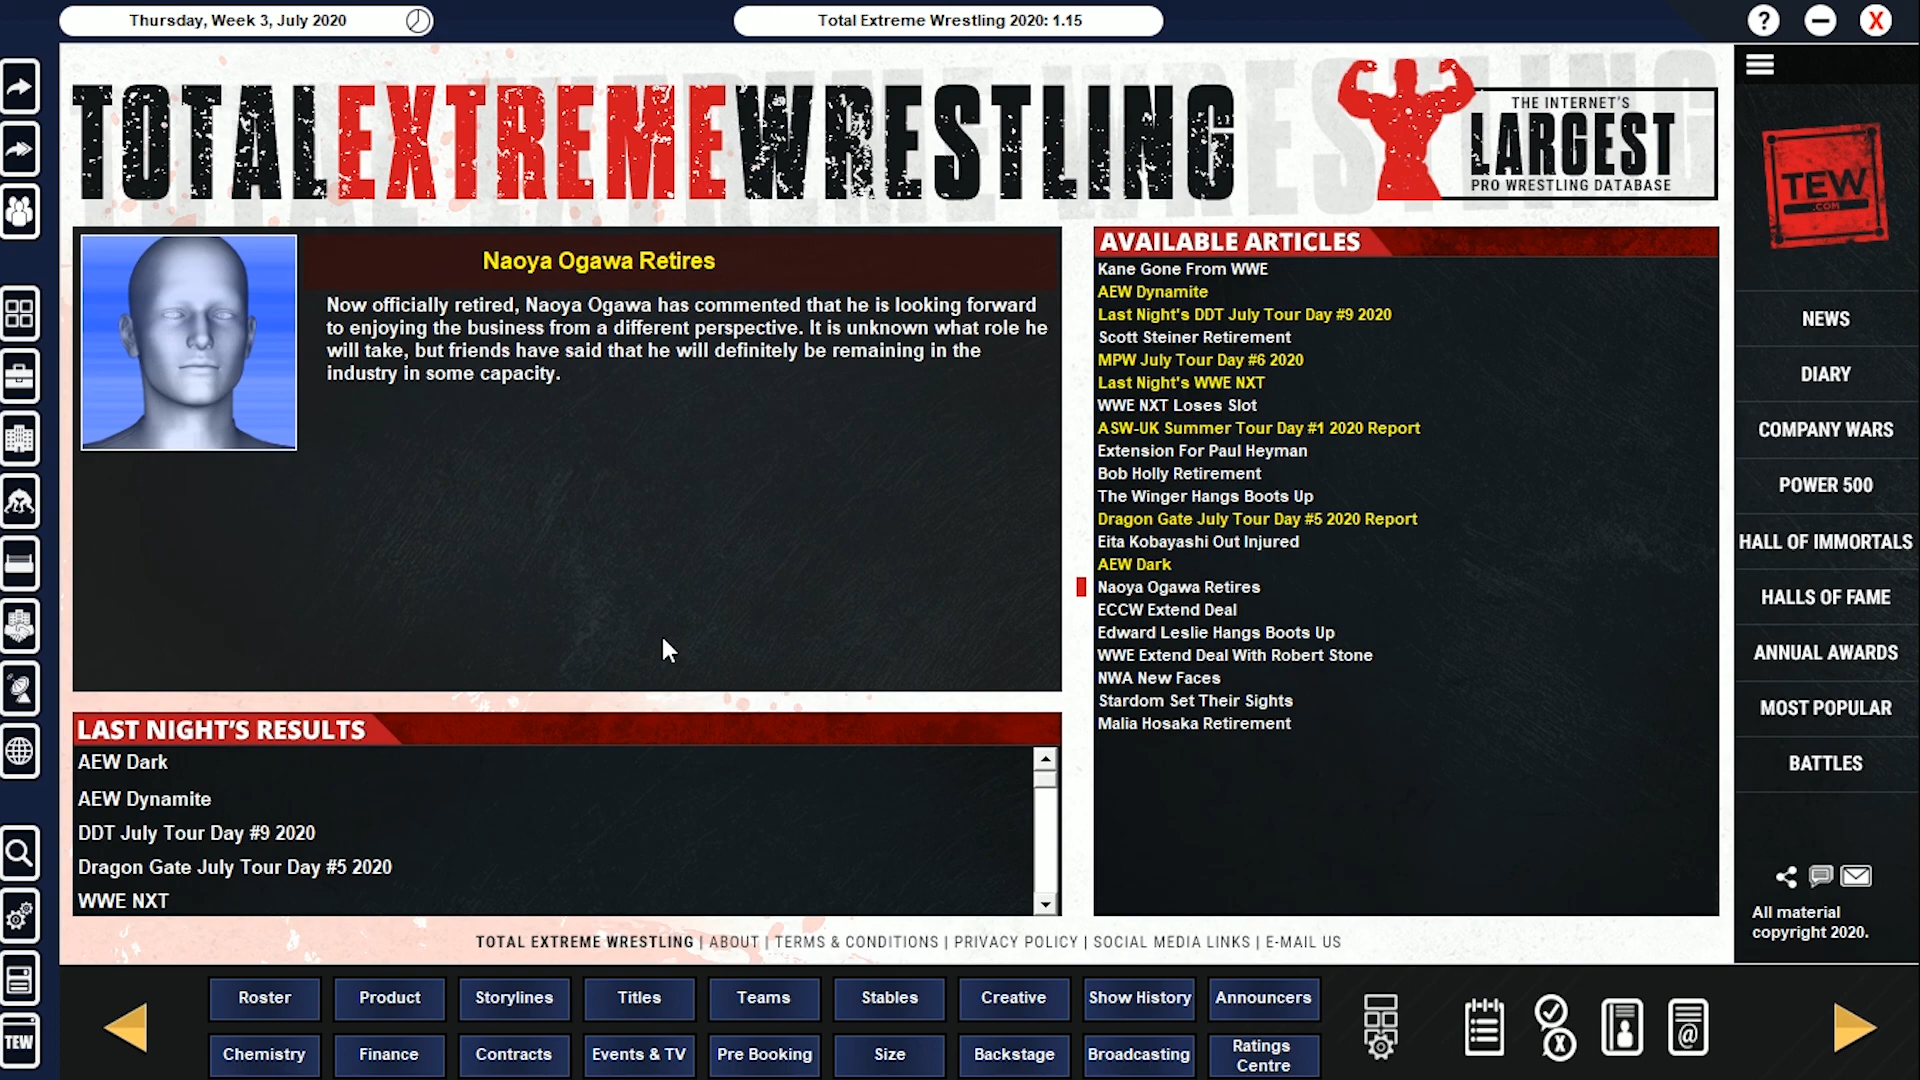 Thursday, Week 3, July 2020
Total Extreme Wrestling 2020: 1.15
?
X
TOTALEXTREMEWRESTLING
THE INTERNET'S
LARGEST
PRO WRESTLING DATABASE
TEW
.COM
Naoya Ogawa Retires
Now officially retired, Naoya Ogawa has commented that he is looking forward
to enjoying the business from a different perspective. It is unknown what role he
will take, but friends have said that he will definitely be remaining in the
industry in some capacity.
AVAILABLE ARTICLES
Kane Gone From WWE
AEW Dynamite
Last Night's DDT July Tour Day #9 2020
Scott Steiner Retirement
MPW July Tour Day #6 2020
Last Night's WWE NXT
WWE NXT Loses Slot
ASW-UK Summer Tour Day #1 2020 Report
Extension For Paul Heyman
Bob Holly Retirement
The Winger Hangs Boots Up
Dragon Gate July Tour Day #5 2020 Report
Eita Kobayashi Out Injured
AEW Dark
Naoya Ogawa Retires
ECCW Extend Deal
Edward Leslie Hangs Boots Up
WWE Extend Deal With Robert Stone
NWA New Faces
Stardom Set Their Sights
Malia Hosaka Retirement
NEWS
DIARY
COMPANY WARS
POWER 500
HALL OF IMMORTALS
HALLS OF FAME
ANNUAL AWARDS
MOST POPULAR
BATTLES
All material
copyright 2020.
LAST NIGHT'S RESULTS
AEW Dark
AEW Dynamite
DDT July Tour Day #9 2020
Dragon Gate July Tour Day #5 2020
WWE NXT
TOTAL EXTREME WRESTLING | ABOUT | TERMS & CONDITIONS | PRIVACY POLICY | SOCIAL MEDIA LINKS | E-MAIL US
Roster
Product
Storylines
Titles
Teams
Stables
Creative
Show History
Announcers
Chemistry
Finance
Contracts
Events & TV
Pre Booking
Size
Backstage
Broadcasting
Ratings
Centre
TEW